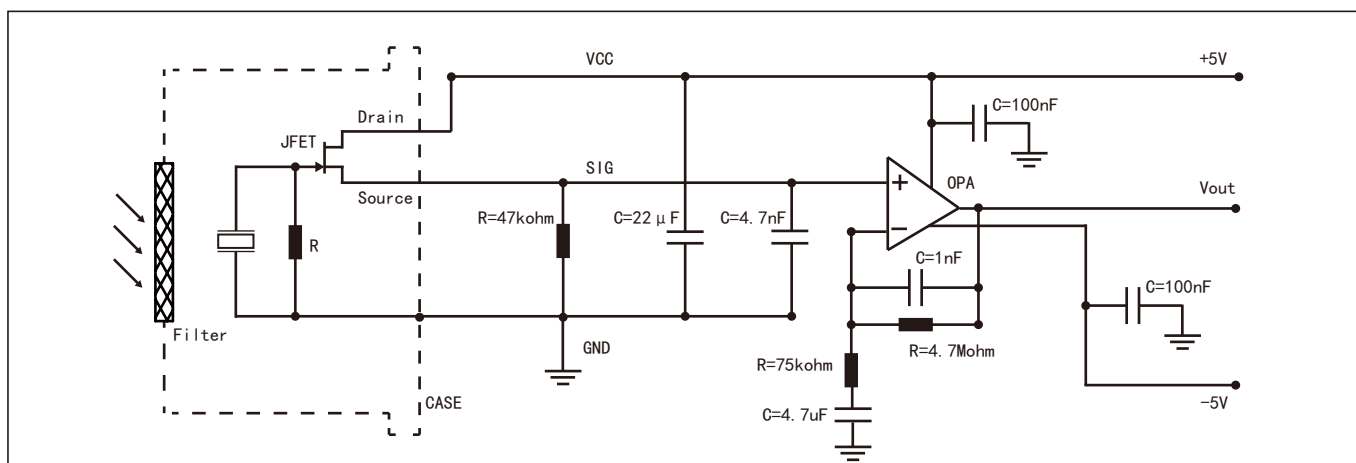 VCC
+5V
C=100nF
Drain
JFET
SIG
OPA
Vout
Source
R=47kohm
C=22μF
C=4.7nF
R
C=1nF
C=100nF
Filter
GND
R=4.7Mohm
R=75kohm
CASE
C=4.7uF
-5V